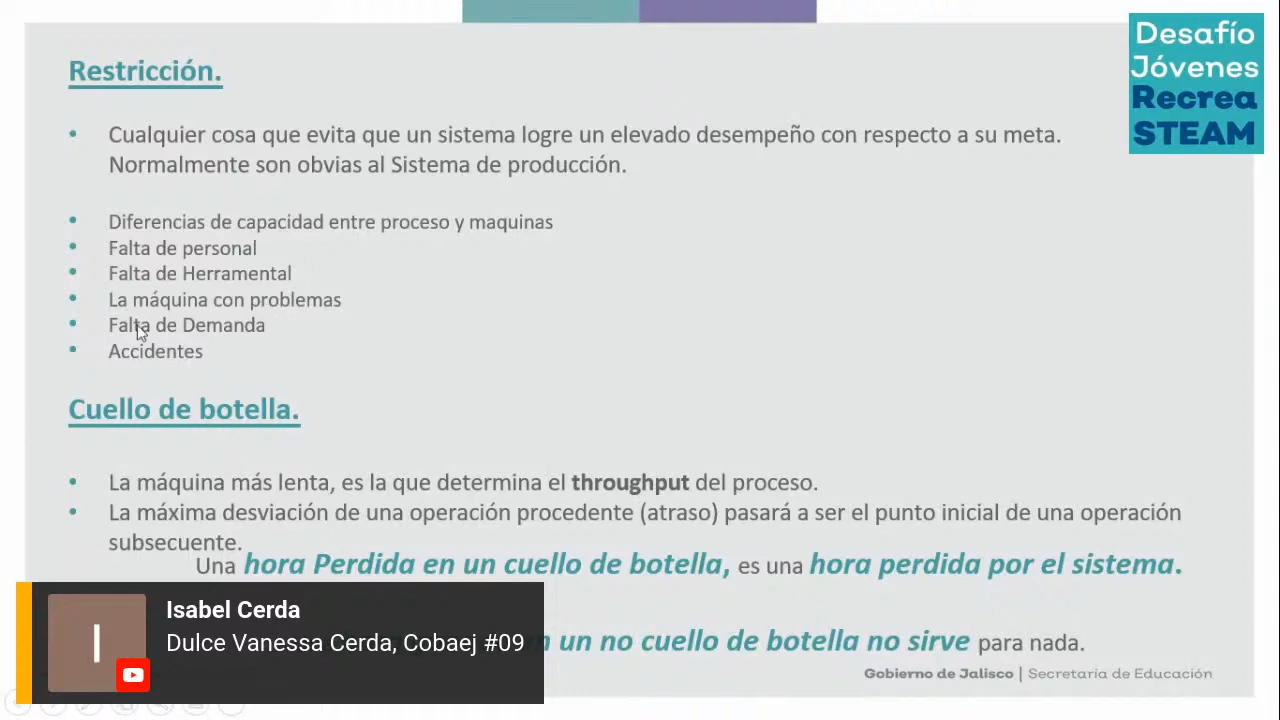 Desafío
Jóvenes
Recrea
STEAM
Restricción.
• Cualquier cosa que evita que un sistema logre un elevado desempeño con respecto a su meta.
Normalmente son obvias al Sistema de producción.
• Diferencias de capacidad entre proceso y maquinas
• Falta de personal
• Falta de Herramental
• La máquina con problemas
• Falta de Demanda
• Accidentes
Cuello de botella.
• La máquina más lenta, es la que determina el throughput del proceso.
• La máxima desviación de una operación procedente (atraso) pasará a ser el punto inicial de una operación
subsecuente.
Una hora Perdida en un cuello de botella, es una hora perdida por el sistema.
un no cuello de botella no sirve para nada.
I
Isabel Cerda
Dulce Vanessa Cerda, Cobaej #09
Gobierno de Jalisco | Secretaría de Educación